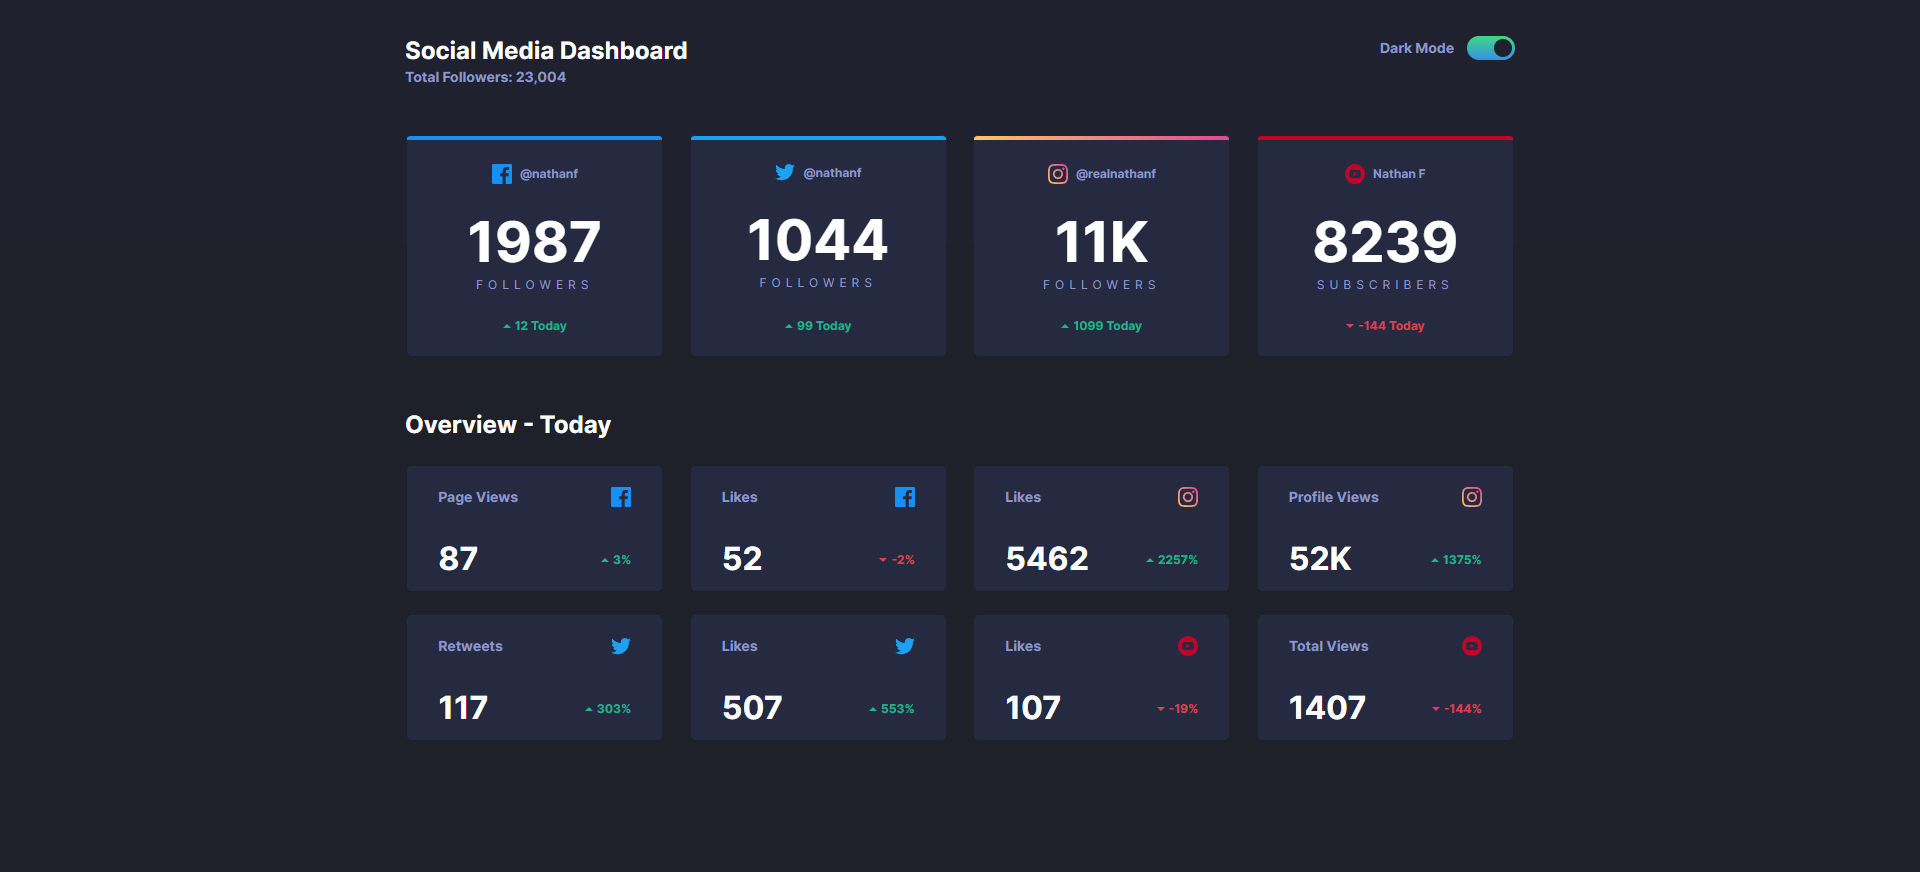 Social Media Dashboard
Dark Mode
Total Followers: 23,004
@nathanf
1987
FOLLOWERS
12 Today
@nathanf
1044
FOLLOWERS
99 Today
@realnathanf
11K
FOLLOWERS
1099 Today
Nathan F
8239
SUBSCRIBERS
-144 Today
Overview - Today
Page Views
87
3%
Likes
52
-2%
Likes
5462
2257%
Profile Views
52K
1375%
Retweets
117
303%
Likes
507
553%
Likes
107
-19%
Total Views
1407
-144%